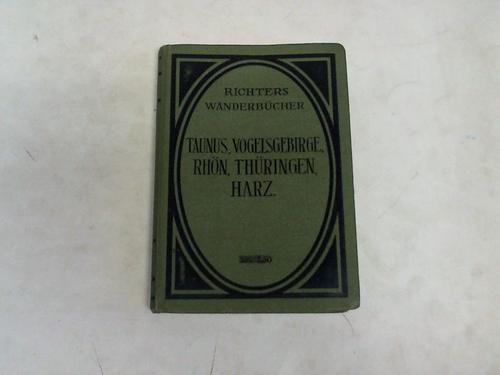 RICHTERS
WANDERBÜCHER
TAUNUS, VOGELSGEBIRGE,
RHÖN, THÜRINGEN,
HARZ.